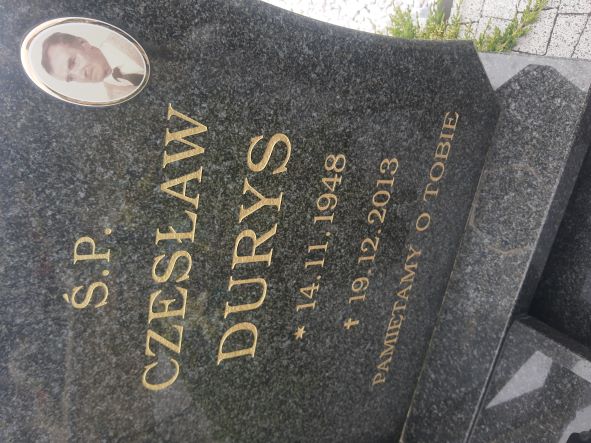 Ś.P.
CZESŁAW
DURYS
* 14.11.1948
✝ 19.12.2013
PAMIĘTAMY O TOBIE